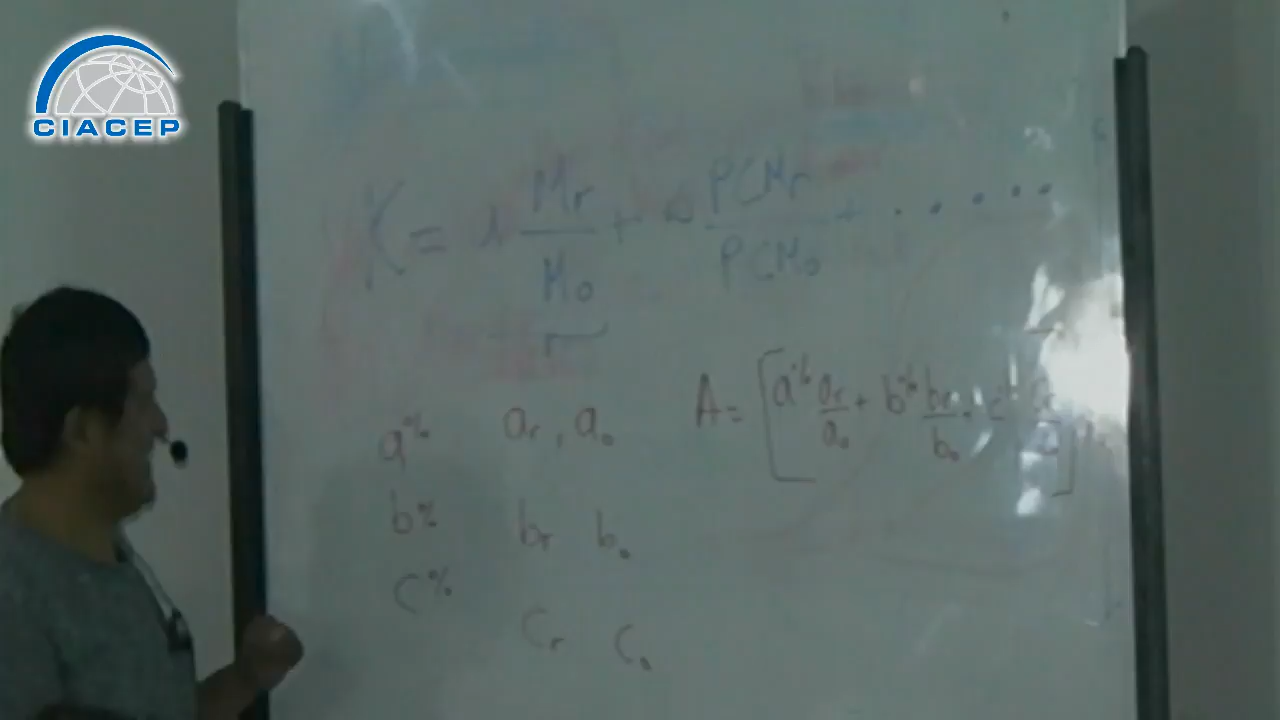 CIACEP
K = Mr/Mo + PCMr/PCMo + . . . . .
a% ar, ao A = [a% ar/ao + b% br/bo
b% br bo
c% cr co